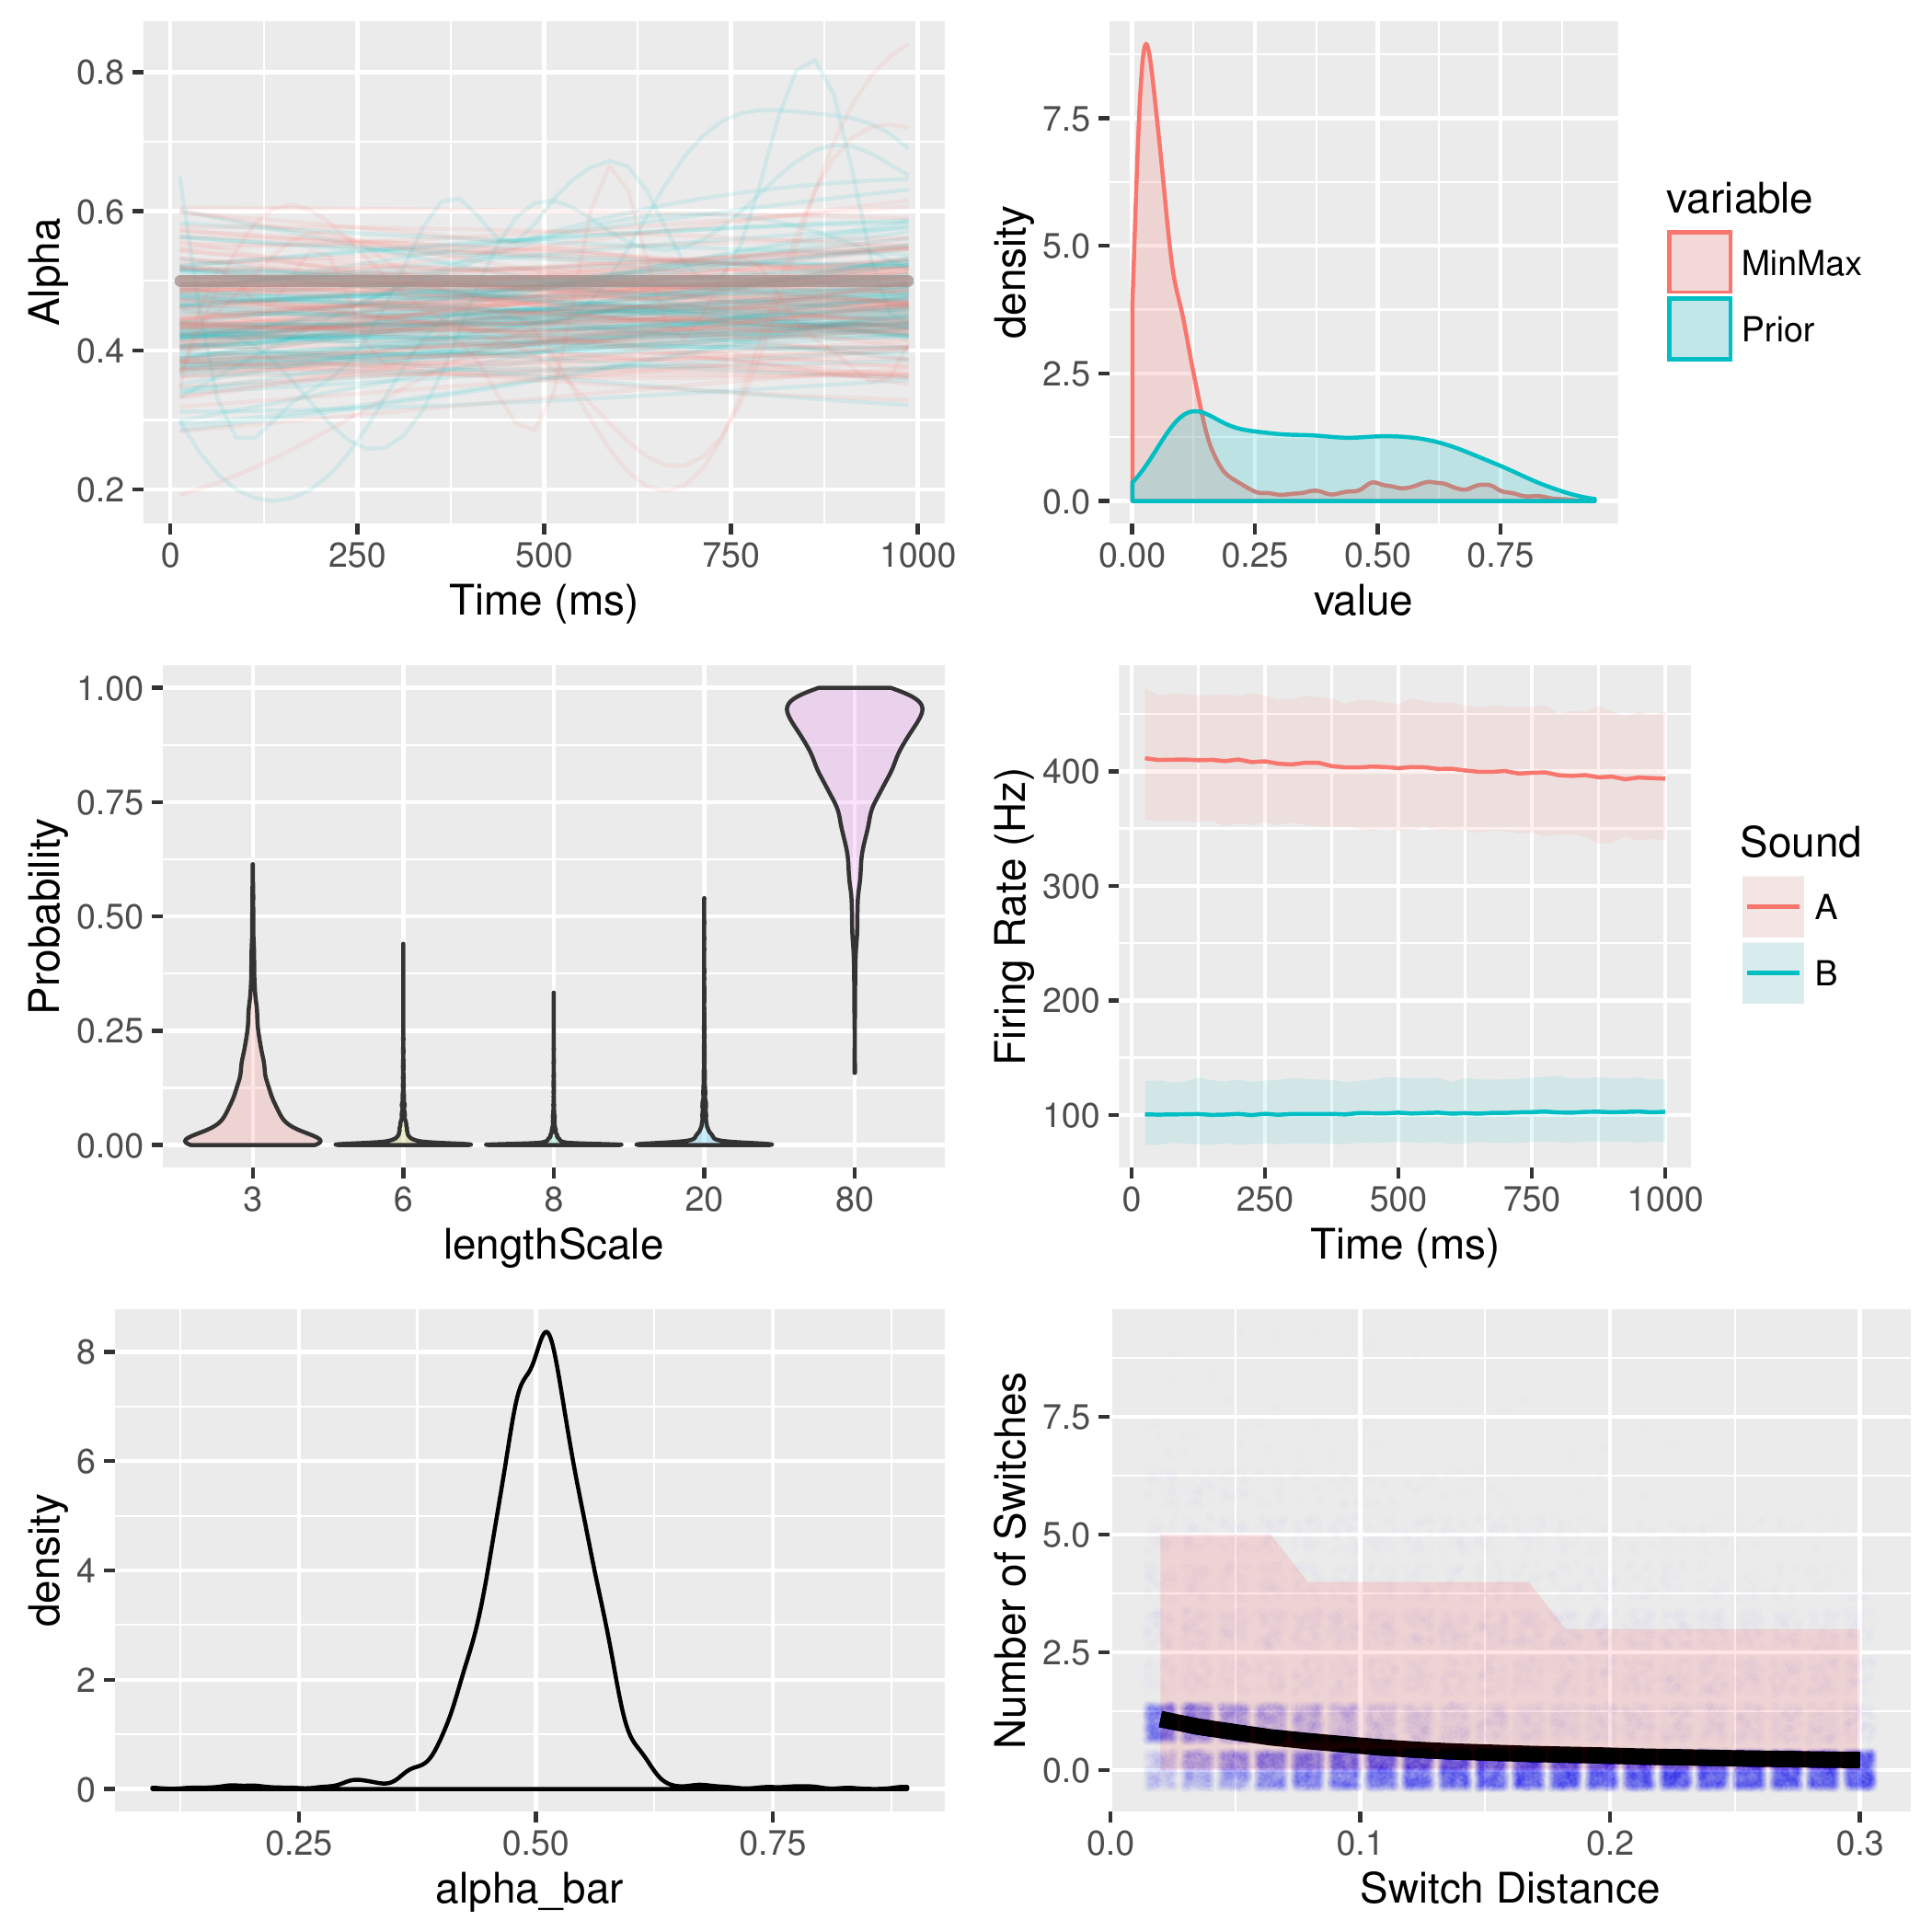 Alpha
0.8
0.6
0.4
0.2
0 250 500 750 1000
Time (ms)
density
7.5
5.0
2.5
0.0
0.00 0.25 0.50 0.75
value
variable
MinMax
Prior
Probability
1.00
0.75
0.50
0.25
0.00
3 6 8 20 80
lengthScale
Firing Rate (Hz)
400
300
200
100
0 250 500 750 1000
Time (ms)
Sound
A
B
density
8
6
4
2
0
0.25 0.50 0.75
alpha_bar
Number of Switches
7.5
5.0
2.5
0.0
0.0 0.1 0.2 0.3
Switch Distance